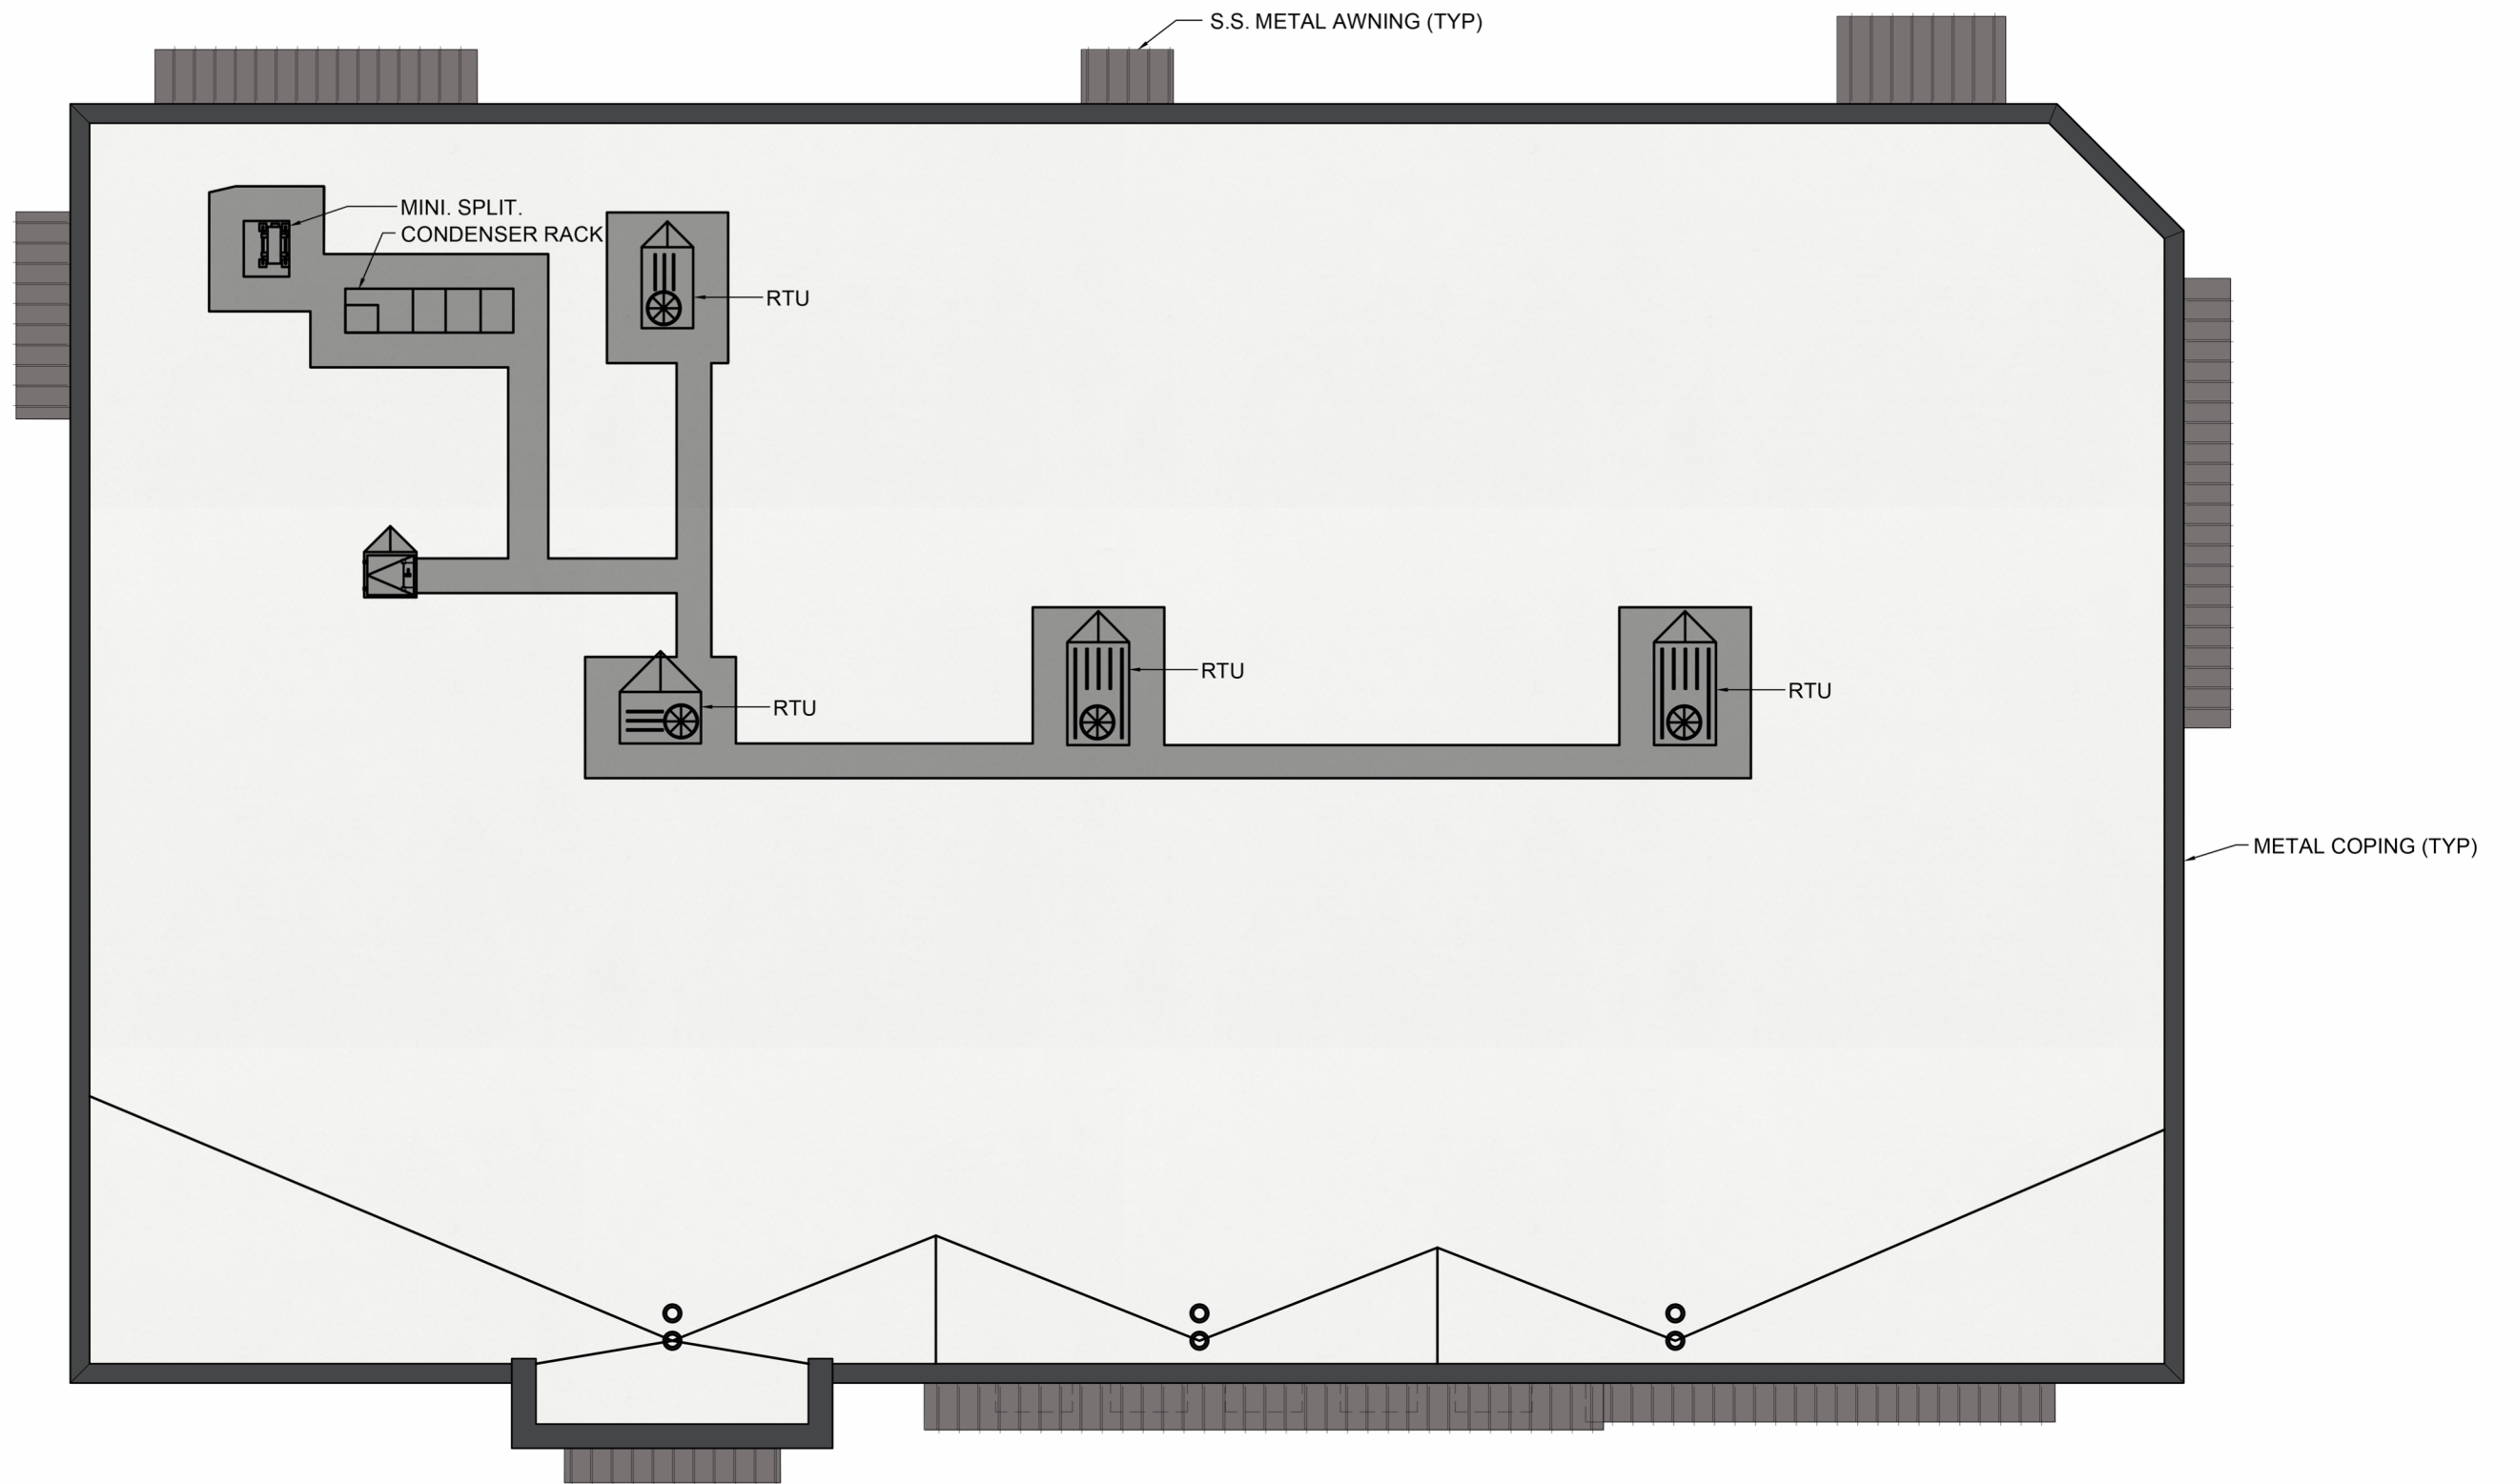 S.S. METAL AWNING (TYP)
MINI. SPLIT.
CONDENSER RACK
RTU
RTU
RTU
RTU
METAL COPING (TYP)